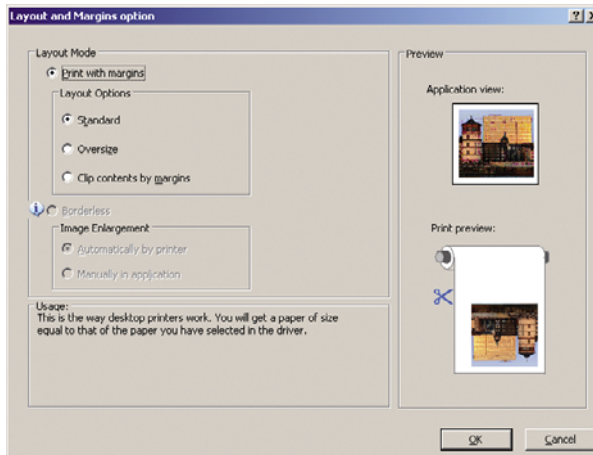 Layout and Margins option
Layout Mode
Print with margins
Layout Options
Standard
Oversize
Clip contents by margins
Borderless
Image Enlargement
Automatically by printer
Manually in application
Usage:
This is the way desktop printers work. You will get a paper of size
equal to that of the paper you have selected in the driver.
Preview
Application view:
Print preview:
OK
Cancel